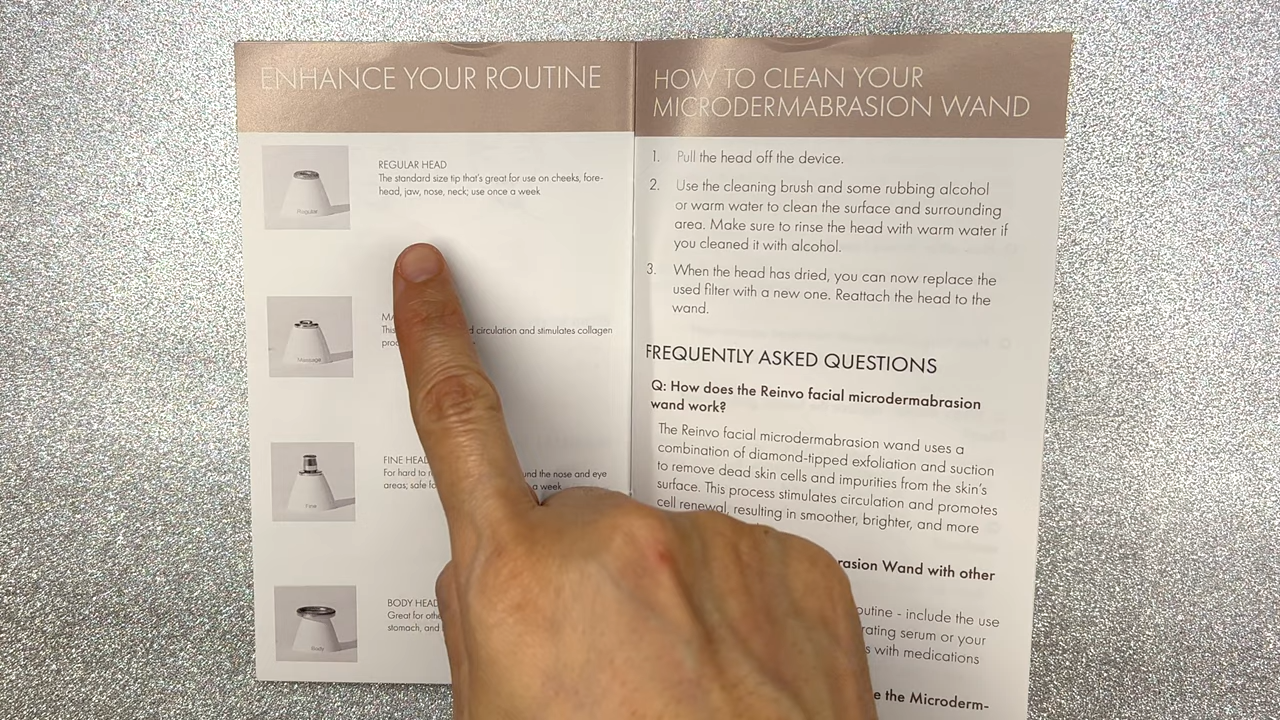 ENHANCE YOUR ROUTINE
Regular
REGULAR HEAD
The standard size tip that's great for use on cheeks, fore-
head, jaw, nose, neck; use once a week
Massage
circulation and stimulates collagen
Fine
FINE HEAD
For hard to
und the nose and eye
areas; safe
a week
Body
BODY HEAD
Great for
stomach, and
HOW TO CLEAN YOUR
MICRODERMABRASION WAND
1. Pull the head off the device.
2. Use the cleaning brush and some rubbing alcohol
or warm water to clean the surface and surrounding
area. Make sure to rinse the head with warm water if
you cleaned it with alcohol.
3. When the head has dried, you can now replace the
used filter with a new one. Reattach the head to the
wand.
FREQUENTLY ASKED QUESTIONS
Q: How does the Reinvo facial microdermabrasion
wand work?
The Reinvo facial microdermabrasion wand uses a
combination of diamond-tipped exfoliation and suction
to remove dead skin cells and impurities from the skin's
surface. This process stimulates circulation and promotes
cell renewal, resulting in smoother, brighter, and more
rasion Wand with other
outine - include the use
rating serum or your
s with medications
e the Microderm-